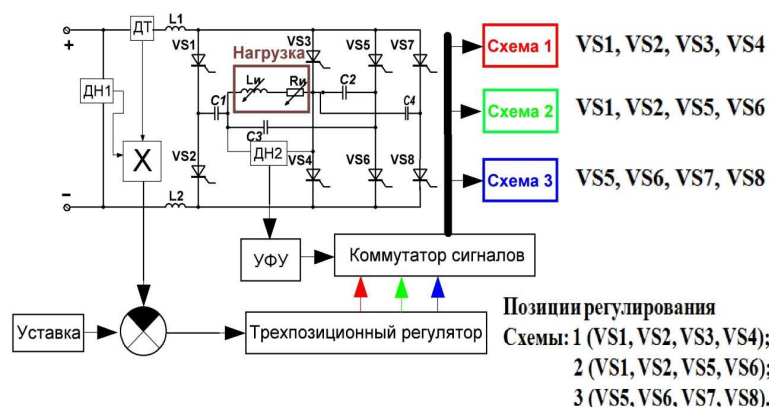 ДТ L1
+
VS1
VS3 VS5 VS7
Нагрузка
Lи Rи
C2
ДН1
C1
C4
C3
X
ДН2
VS2
VS4 VS6 VS8
−
L2
Схема 1 VS1, VS2, VS3, VS4
Схема 2 VS1, VS2, VS5, VS6
Схема 3 VS5, VS6, VS7, VS8
УФУ
Коммутатор сигналов
Уставка
Трехпозиционный регулятор
Позиции регулирования
Схемы: 1 (VS1, VS2, VS3, VS4);
2 (VS1, VS2, VS5, VS6);
3 (VS5, VS6, VS7, VS8).